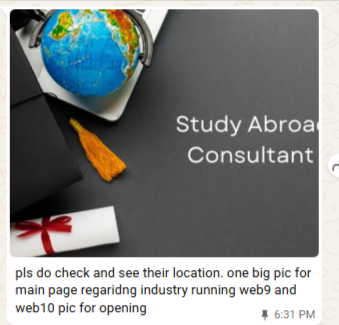 Study Abroa
Consultant
pls do check and see their location. one big pic for
main page regaridng industry running web9 and
web10 pic for opening
6:31 PM